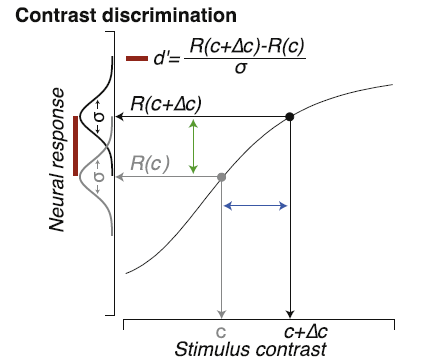 Contrast discrimination
d'= R(c+Δc)-R(c)
σ
R(c+Δc)
σ
R(c)
σ
Neural response
c
c+Δc
Stimulus contrast